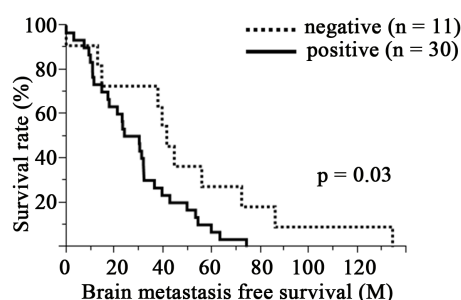 100
80
60
40
20
Survival rate (%)
negative (n = 11)
positive (n = 30)
p = 0.03
0 20 40 60 80 100 120
Brain metastasis free survival (M)